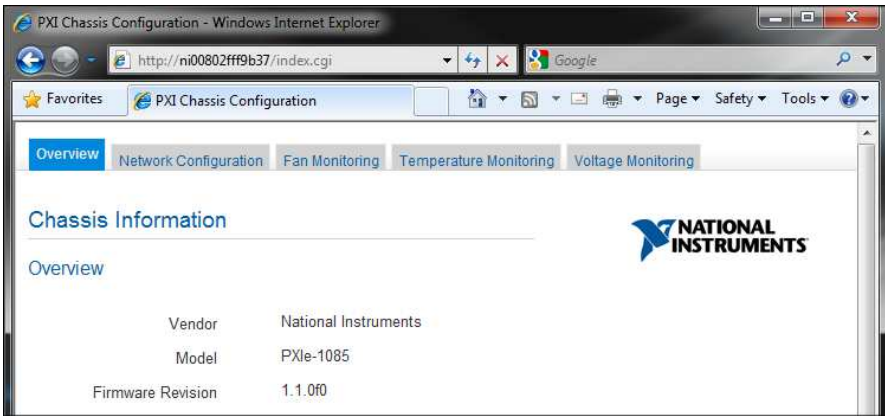 PXI Chassis Configuration - Windows Internet Explorer
http://ni00802fff9b37/index.cgi
Google
Favorites
PXI Chassis Configuration
Page
Safety
Tools
Overview
Network Configuration
Fan Monitoring
Temperature Monitoring
Voltage Monitoring
Chassis Information
NATIONAL
INSTRUMENTS
Overview
Vendor National Instruments
Model PXIe-1085
Firmware Revision 1.1.0f0